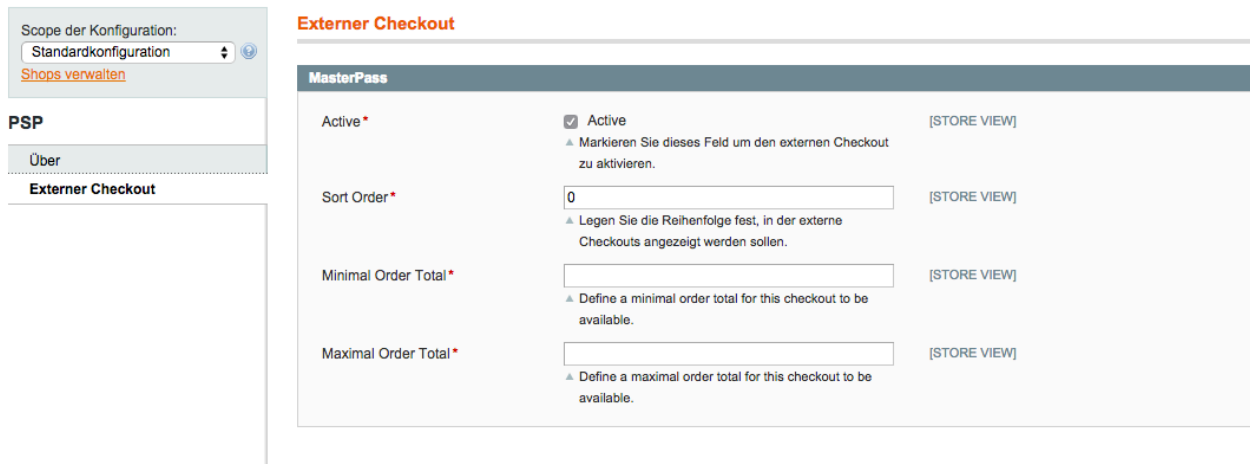 Scope der Konfiguration:
Standardkonfiguration
Shops verwalten
PSP
Über
Externer Checkout
Externer Checkout
MasterPass
Active* Active [STORE VIEW]
Markieren Sie dieses Feld um den externen Checkout
zu aktivieren.
Sort Order* 0 [STORE VIEW]
Legen Sie die Reihenfolge fest, in der externe
Checkouts angezeigt werden sollen.
Minimal Order Total* [STORE VIEW]
Define a minimal order total for this checkout to be
available.
Maximal Order Total* [STORE VIEW]
Define a maximal order total for this checkout to be
available.